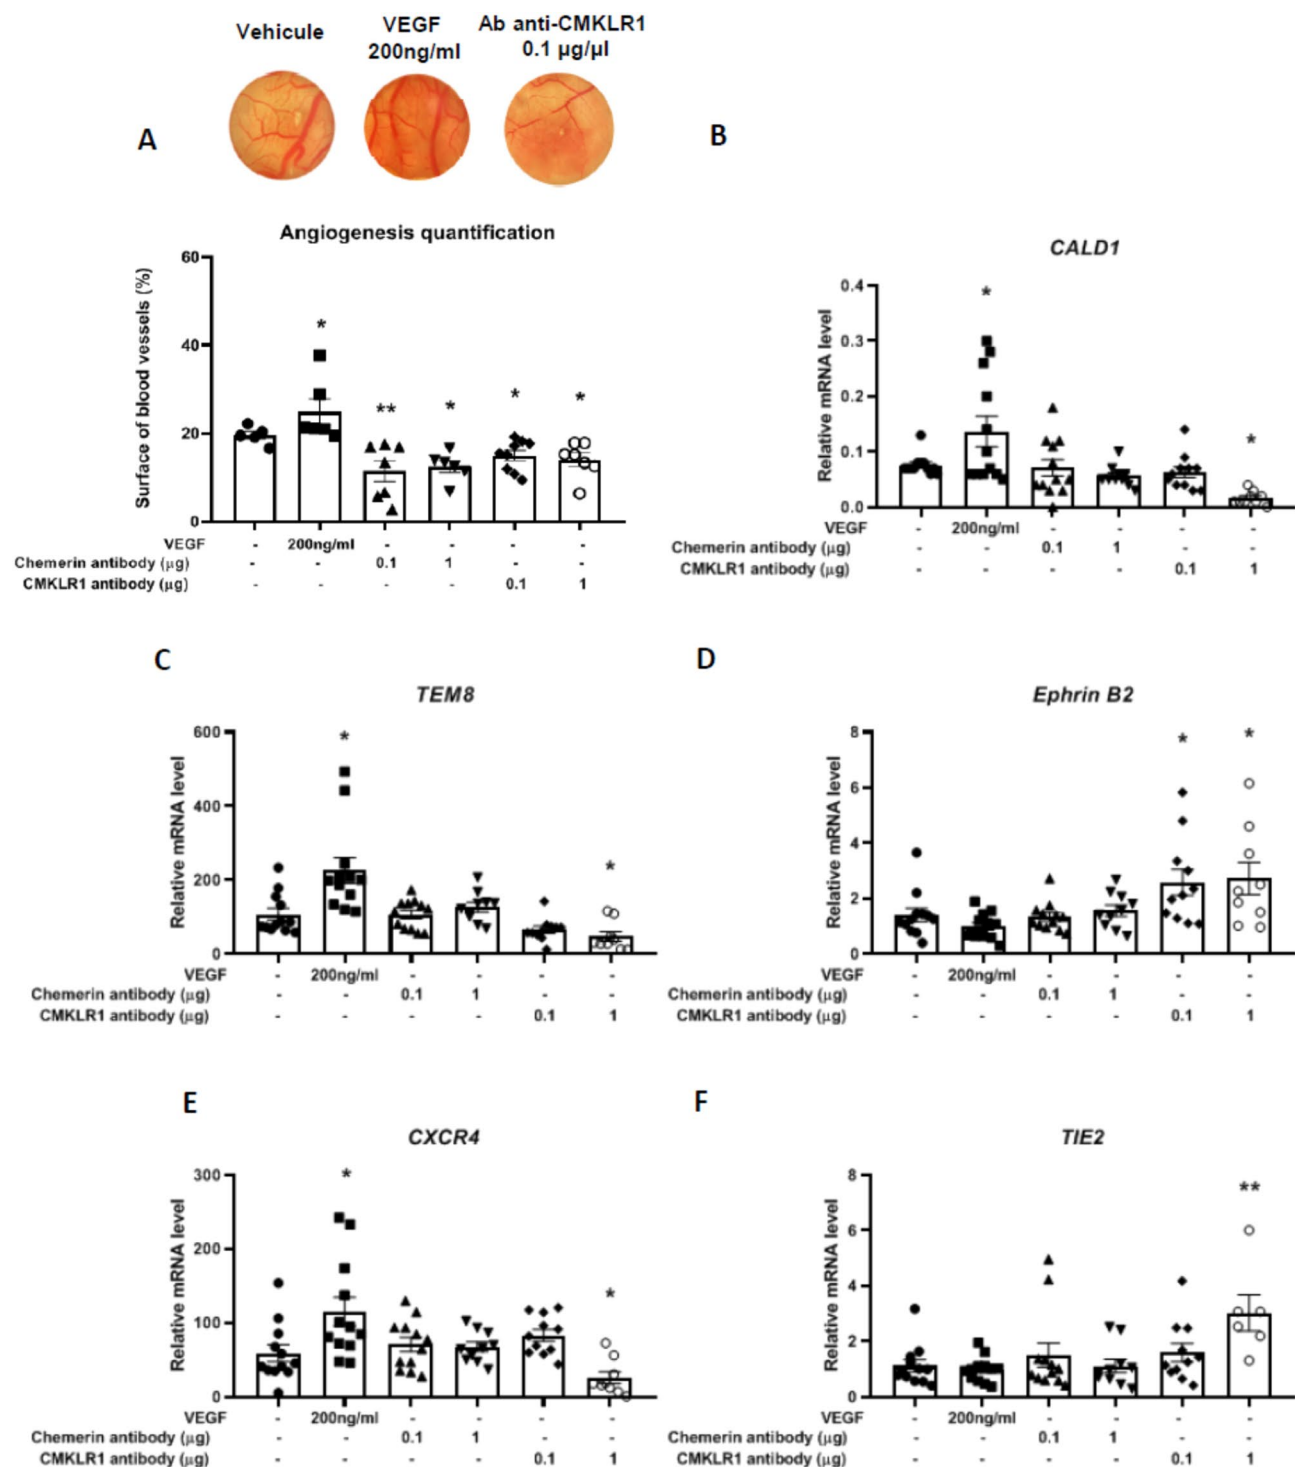 Vehicule
VEGF
200ng/ml
Ab anti-CMKLR1
0.1 µg/µl
A
Angiogenesis quantification
Surface of blood vessels (%)
60
40
20
0
* ** * * *
VEGF - 200ng/ml - - - -
Chemerin antibody (µg) - - 0.1 1 - -
CMKLR1 antibody (µg) - - - - 0.1 1
B
CALD1
Relative mRNA level
0.4
0.3
0.2
0.1
0.0
* *
VEGF - 200ng/ml - - - -
Chemerin antibody (µg) - - 0.1 1 - -
CMKLR1 antibody (µg) - - - - 0.1 1
C
TEM8
Relative mRNA level
600
400
200
0
* *
VEGF - 200ng/ml - - - -
Chemerin antibody (µg) - - 0.1 1 - -
CMKLR1 antibody (µg) - - - - 0.1 1
D
Ephrin B2
Relative mRNA level
8
6
4
2
0
* *
VEGF - 200ng/ml - - - -
Chemerin antibody (µg) - - 0.1 1 - -
CMKLR1 antibody (µg) - - - - 0.1 1
E
CXCR4
Relative mRNA level
300
200
100
0
* *
VEGF - 200ng/ml - - - -
Chemerin antibody (µg) - - 0.1 1 - -
CMKLR1 antibody (µg) - - - - 0.1 1
F
TIE2
Relative mRNA level
8
6
4
2
0
**
VEGF - 200ng/ml - - - -
Chemerin antibody (µg) - - 0.1 1 - -
CMKLR1 antibody (µg) - - - - 0.1 1